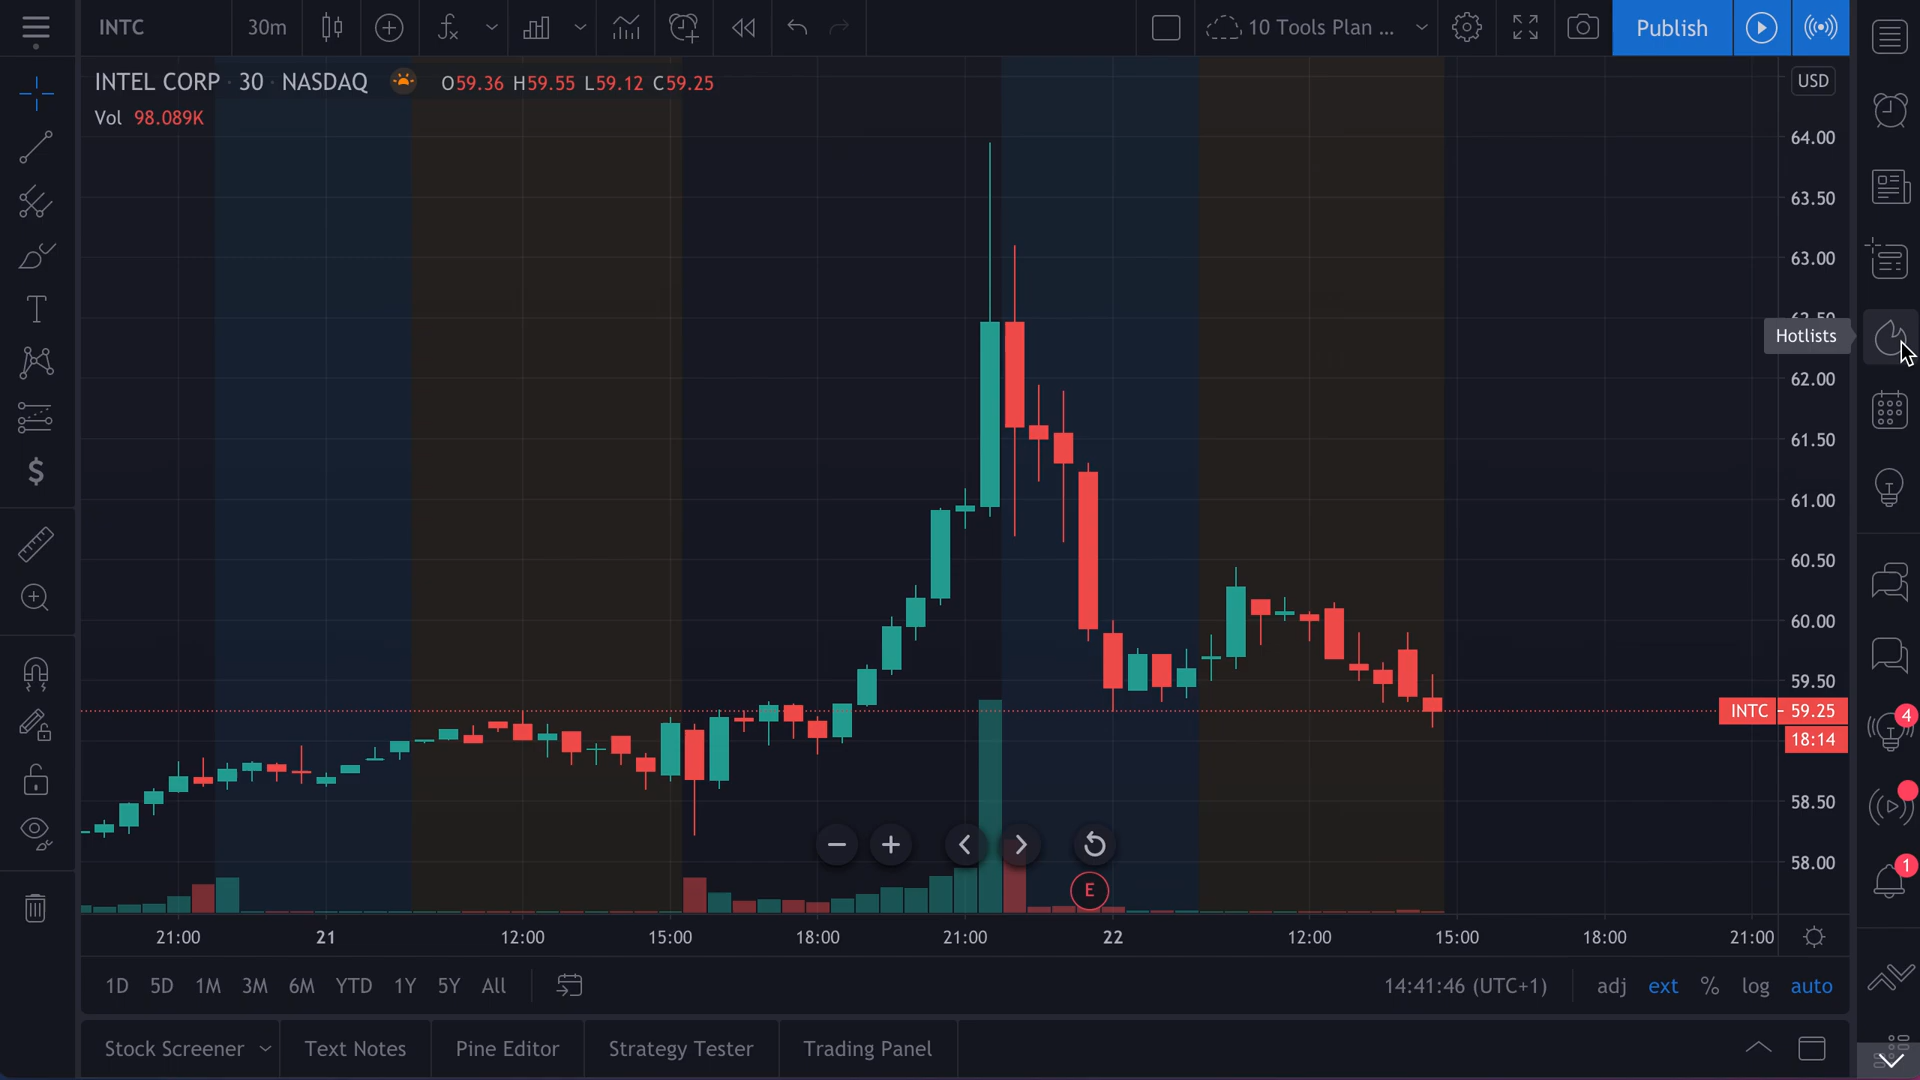 INTC
30m
10 Tools Plan ...
Publish
INTEL CORP · 30 · NASDAQ
O59.36 H59.55 L59.12 C59.25
Vol 98.089K
USD
64.00
63.50
63.00
Hotlists
62.00
61.50
61.00
60.50
60.00
59.50
INTC - 59.25
18:14
58.50
58.00
4
1
E
21:00 21 12:00 15:00 18:00 21:00 22 12:00 15:00 18:00 21:00
1D 5D 1M 3M 6M YTD 1Y 5Y All
14:41:46 (UTC+1)
adj ext % log auto
Stock Screener Text Notes Pine Editor Strategy Tester Trading Panel